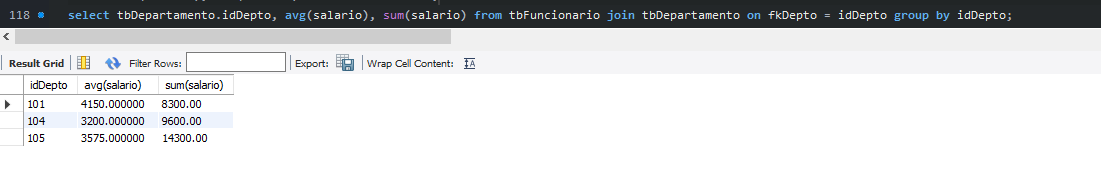 118 select tbDepartamento.idDepto, avg(salario), sum(salario) from tbFuncionario join tbDepartamento on fkDepto = idDepto group by idDepto;
Result Grid Filter Rows: Export: Wrap Cell Content: IA
idDepto avg(salario) sum(salario)
101 4150.000000 8300.00
104 3200.000000 9600.00
105 3575.000000 14300.00